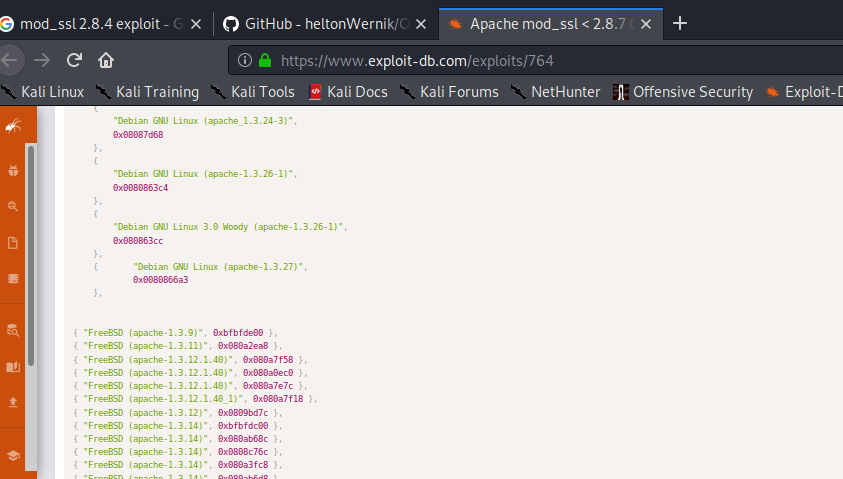 mod_ssl 2.8.4 exploit - G
GitHub - heltonWernik/O
Apache mod_ssl < 2.8.7 O
https://www.exploit-db.com/exploits/764
Kali Linux Kali Training Kali Tools Kali Docs Kali Forums NetHunter Offensive Security Exploit-D
{
"Debian GNU Linux (apache_1.3.24-3)",
0x08087d68
},
{
"Debian GNU Linux (apache-1.3.26-1)",
0x0080863c4
},
{
"Debian GNU Linux 3.0 Woody (apache-1.3.26-1)",
0x080863cc
},
{ "Debian GNU Linux (apache-1.3.27)",
0x0080866a3
},
{ "FreeBSD (apache-1.3.9)", 0xbfbfde00 },
{ "FreeBSD (apache-1.3.11)", 0x080a2ea8 },
{ "FreeBSD (apache-1.3.12.1.40)", 0x080a7f58 },
{ "FreeBSD (apache-1.3.12.1.40)", 0x080a0ec0 },
{ "FreeBSD (apache-1.3.12.1.40)", 0x080a7e7c },
{ "FreeBSD (apache-1.3.12.1.40_1)", 0x080a7f18 },
{ "FreeBSD (apache-1.3.12)", 0x0809bd7c },
{ "FreeBSD (apache-1.3.14)", 0xbfbfdc00 },
{ "FreeBSD (apache-1.3.14)", 0x080ab68c },
{ "FreeBSD (apache-1.3.14)", 0x0808c76c },
{ "FreeBSD (apache-1.3.14)", 0x080a3fc8 },
{ "FreeBSD (apache-1.3.14)", 0x080ab6d8 },